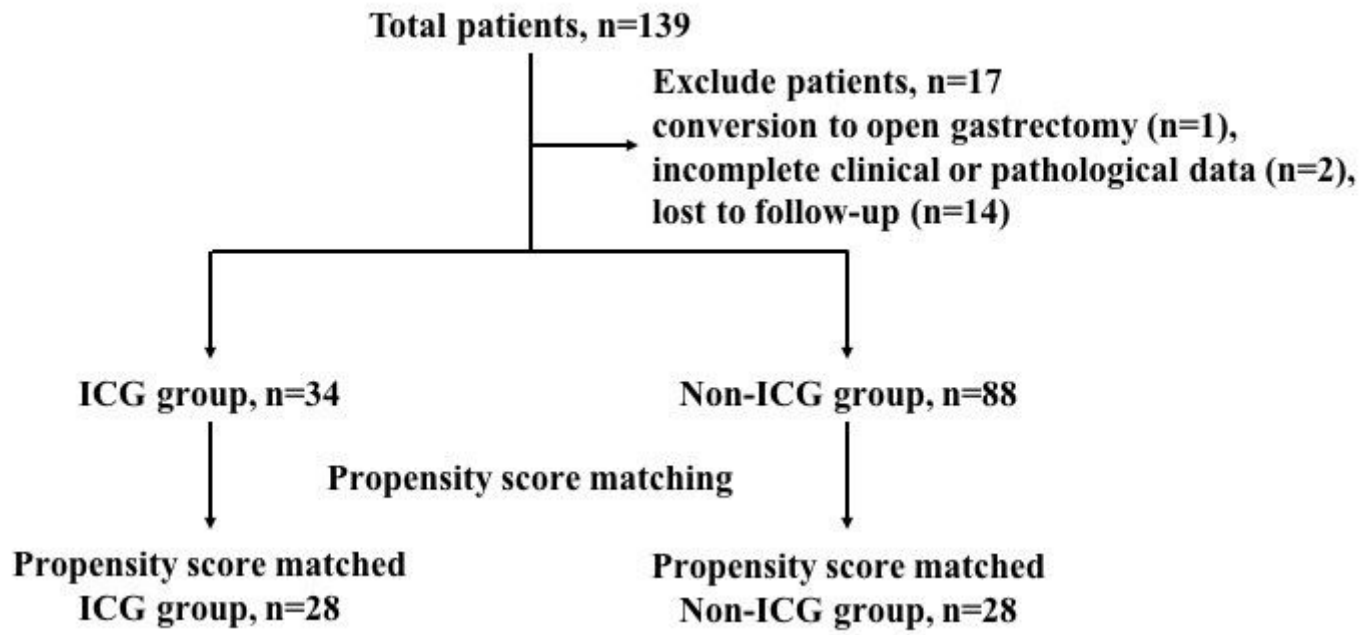 Total patients, n=139
Exclude patients, n=17
conversion to open gastrectomy (n=1),
incomplete clinical or pathological data (n=2),
lost to follow-up (n=14)
ICG group, n=34
Non-ICG group, n=88
Propensity score matching
Propensity score matched
ICG group, n=28
Propensity score matched
Non-ICG group, n=28